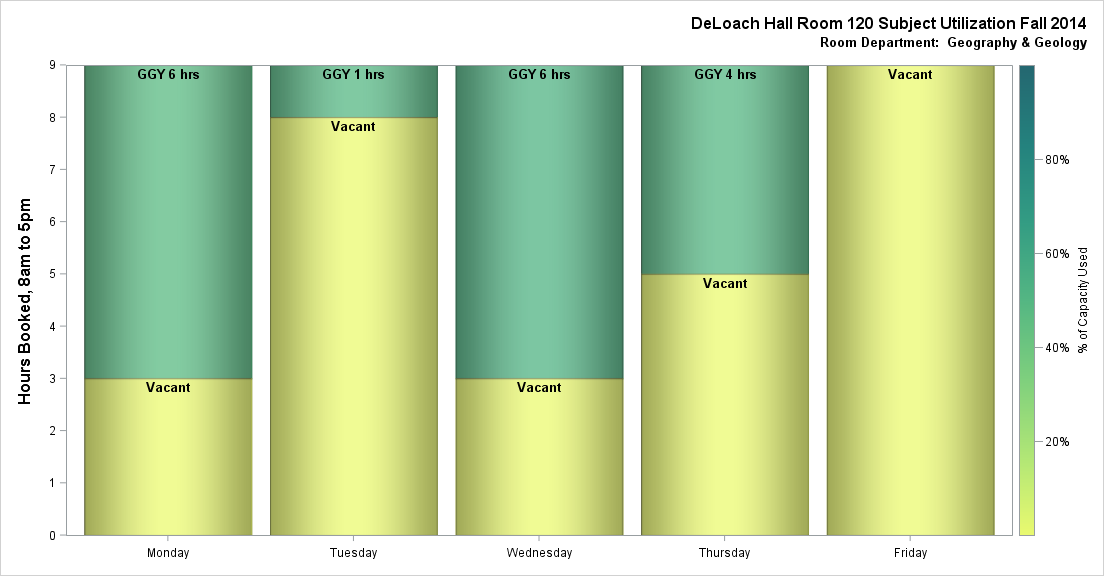 DeLoach Hall Room 120 Subject Utilization Fall 2014
Room Department:  Geography & Geology
Hours Booked, 8am to 5pm
9
8
7
6
5
4
3
2
1
0
GGY 6 hrs
Vacant
GGY 1 hrs
Vacant
GGY 6 hrs
Vacant
GGY 4 hrs
Vacant
Vacant
Monday
Tuesday
Wednesday
Thursday
Friday
80%
60%
40%
20%
% of Capacity Used